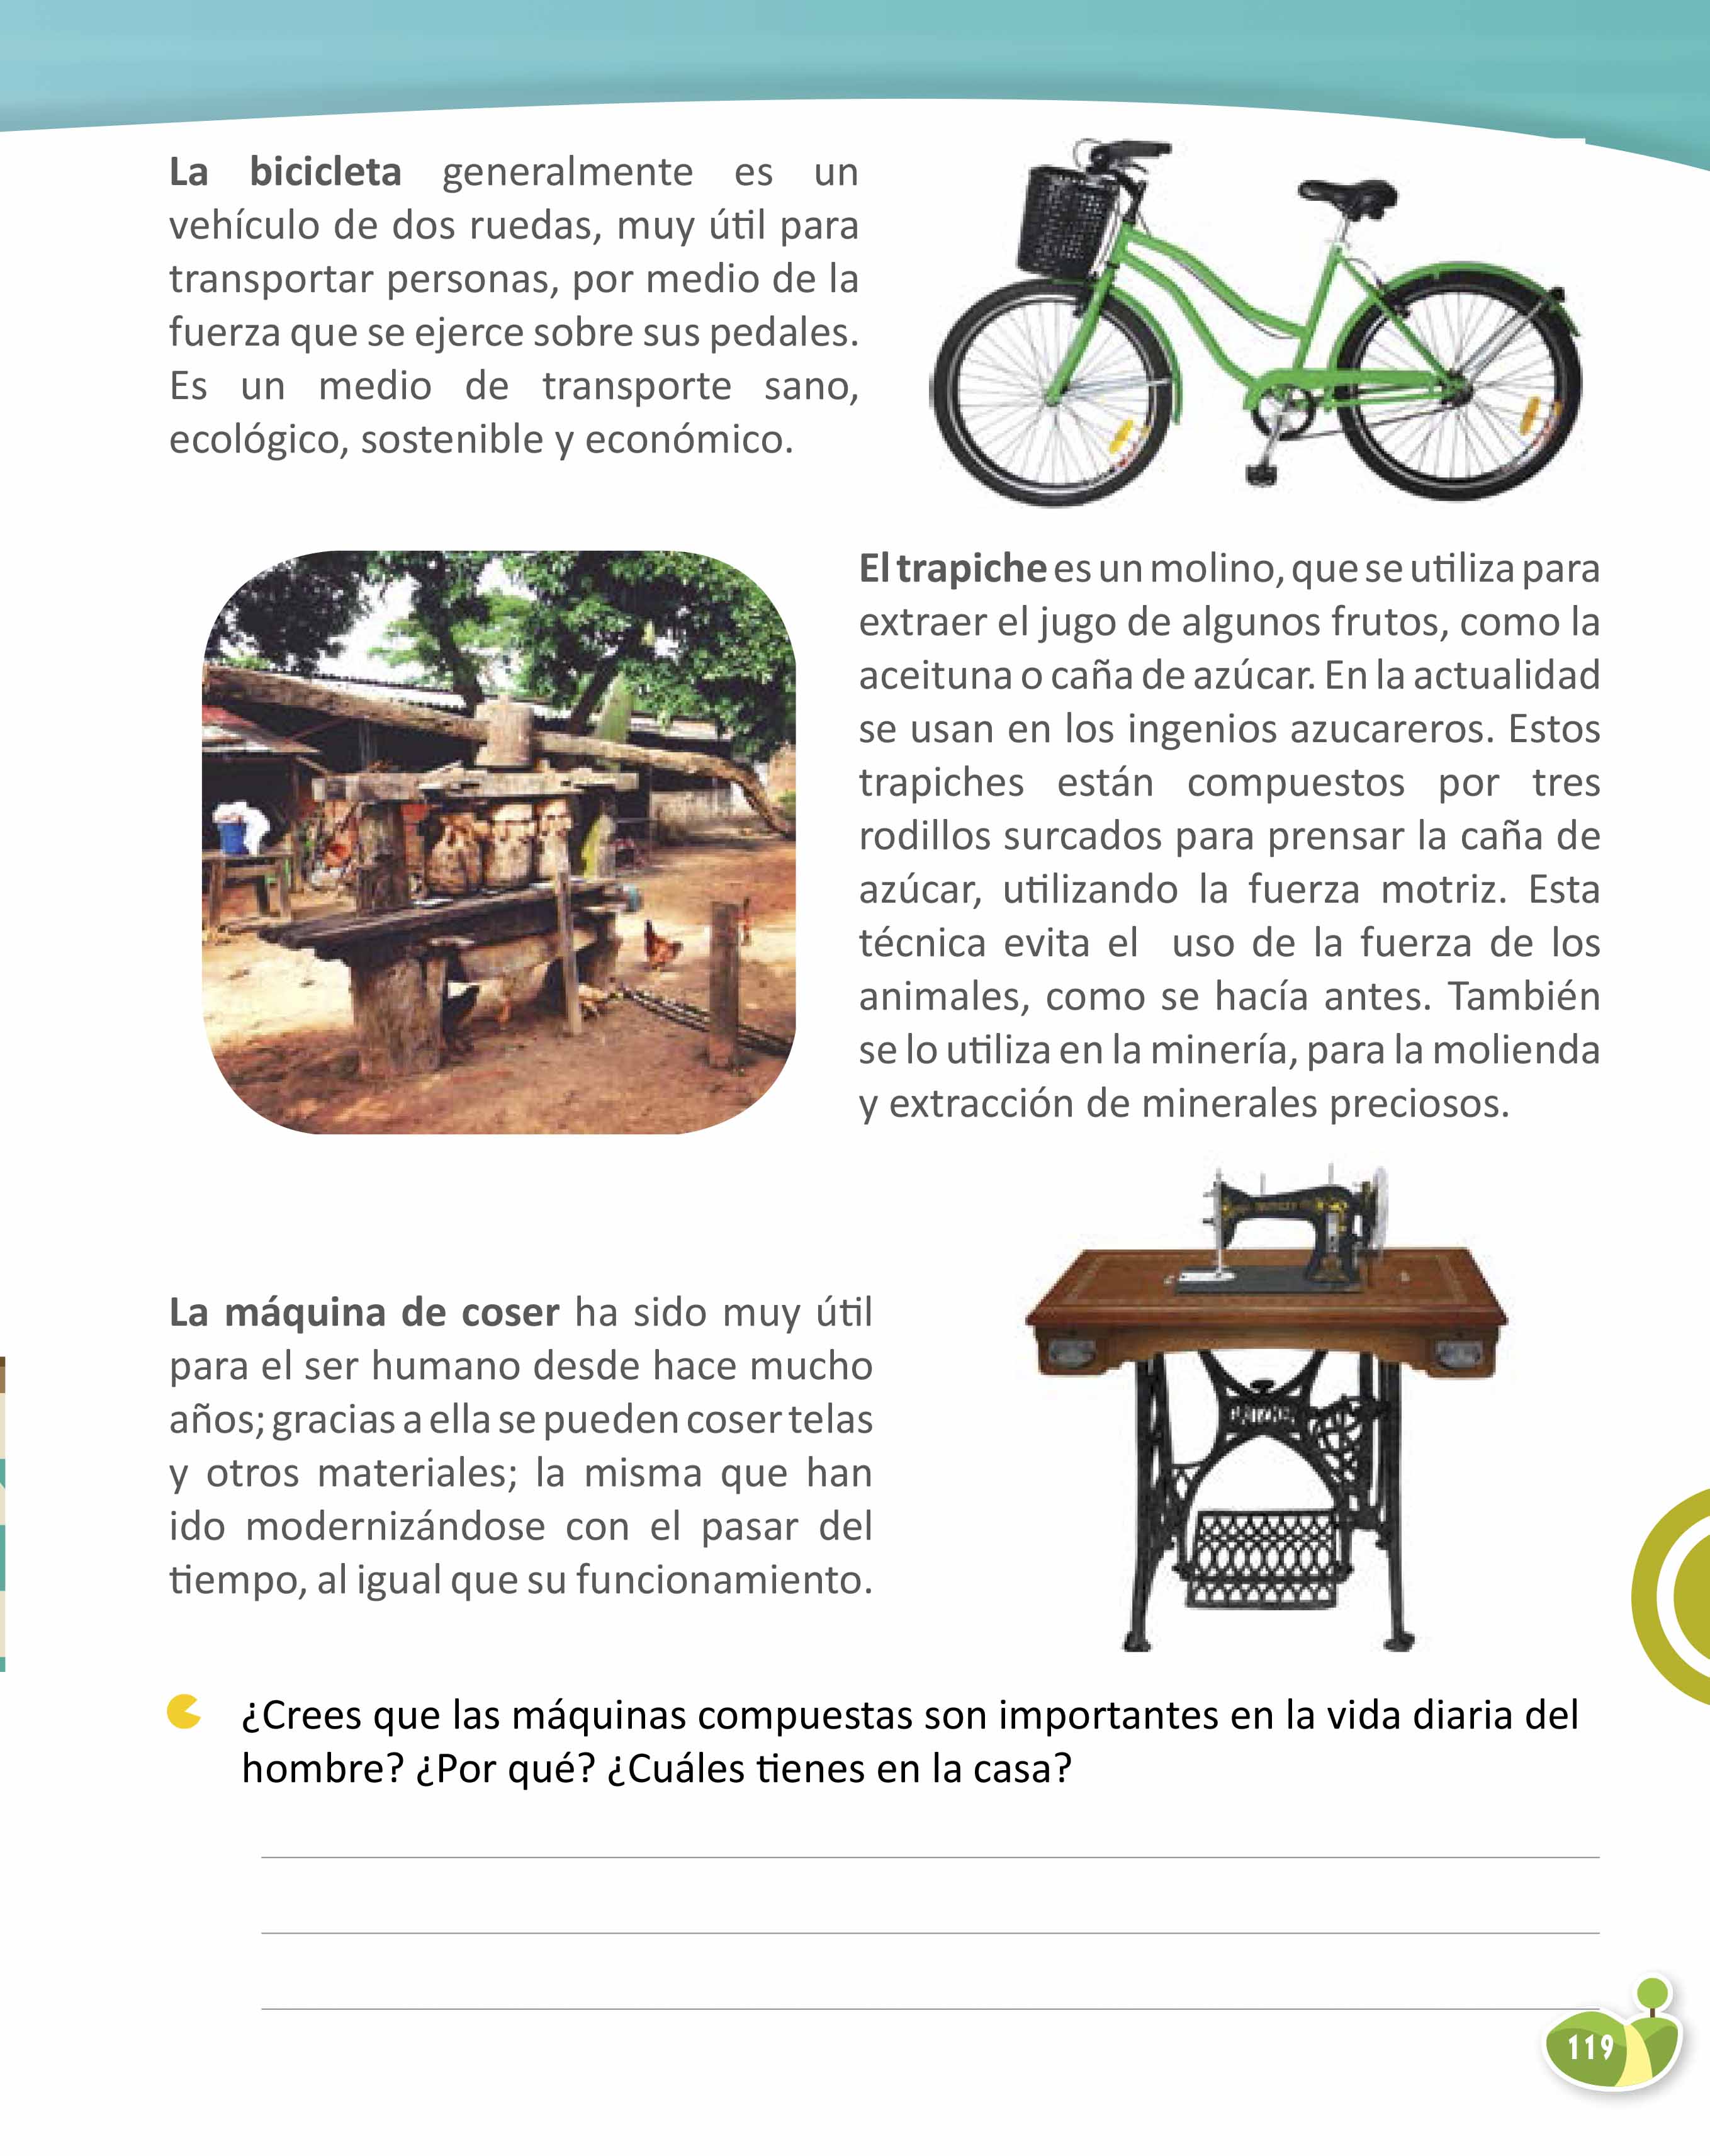 La bicicleta generalmente es un
vehículo de dos ruedas, muy útil para
transportar personas, por medio de la
fuerza que se ejerce sobre sus pedales.
Es un medio de transporte sano,
ecológico, sostenible y económico.
El trapiche es un molino, que se utiliza para
extraer el jugo de algunos frutos, como la
aceituna o caña de azúcar. En la actualidad
se usan en los ingenios azucareros. Estos
trapiches están compuestos por tres
rodillos surcados para prensar la caña de
azúcar, utilizando la fuerza motriz. Esta
técnica evita el uso de la fuerza de los
animales, como se hacía antes. También
se lo utiliza en la minería, para la molienda
y extracción de minerales preciosos.
La máquina de coser ha sido muy útil
para el ser humano desde hace mucho
años; gracias a ella se pueden coser telas
y otros materiales; la misma que han
ido modernizándose con el pasar del
tiempo, al igual que su funcionamiento.
¿Crees que las máquinas compuestas son importantes en la vida diaria del
hombre? ¿Por qué? ¿Cuáles tienes en la casa?
119